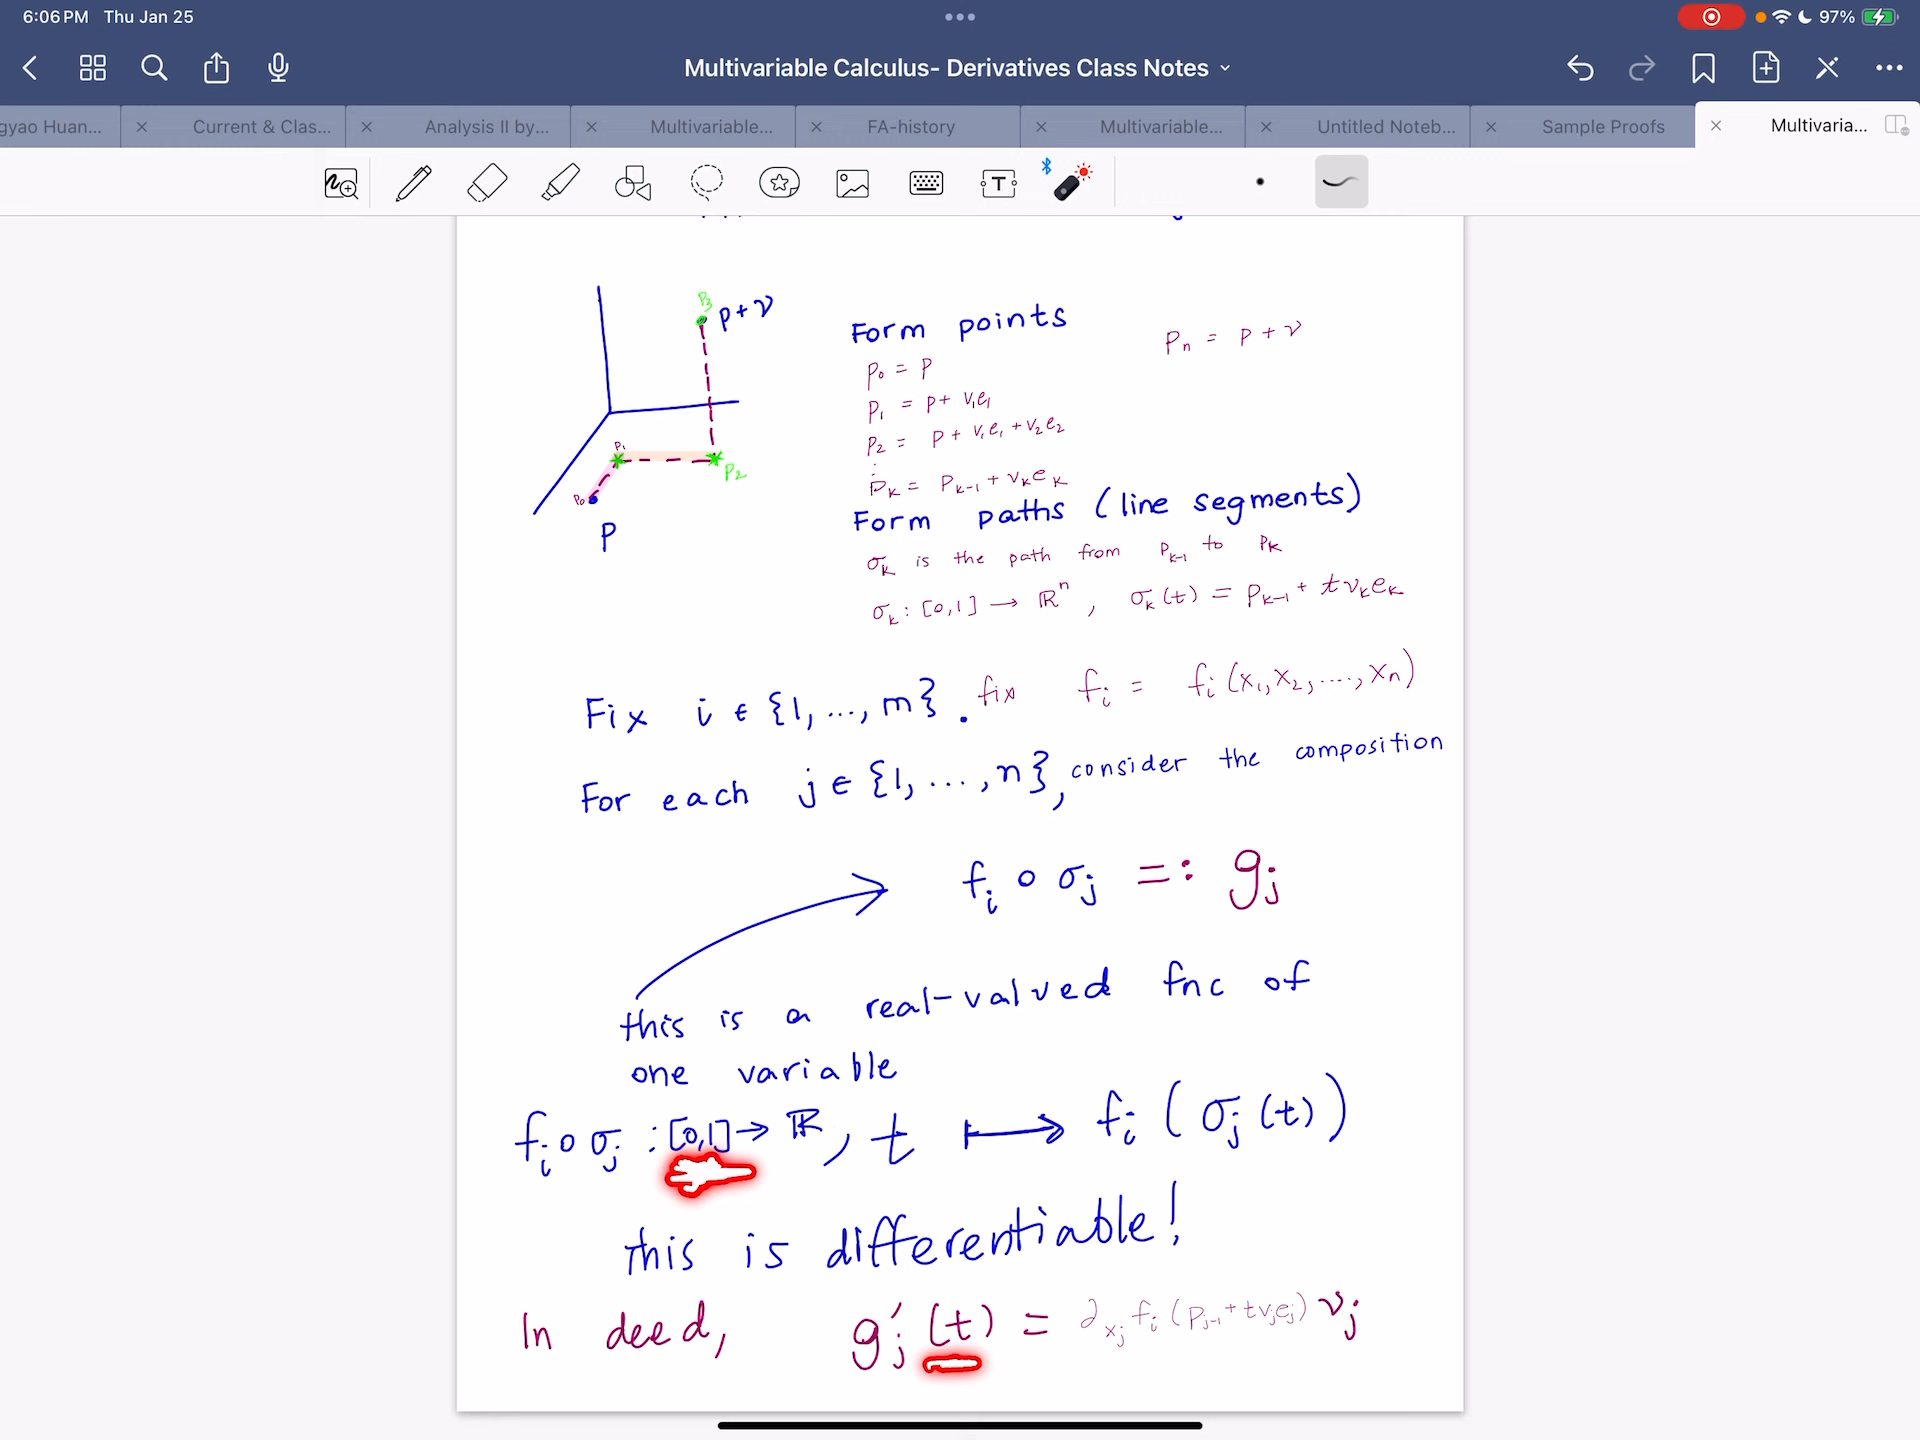 6:06 PM Thu Jan 25
97%
Multivariable Calculus- Derivatives Class Notes
gyao Huan...
Current & Clas...
Analysis II by...
Multivariable...
FA-history
Multivariable...
Untitled Noteb...
Sample Proofs
Multivaria...
P₃
p+v
P₁
P₂
P₀
p
Form points
Pₙ = p + v
p₀ = p
p₁ = p + v₁e₁
p₂ = p + v₁e₁ + v₂e₂
⋮
pₖ = pₖ₋₁ + vₖeₖ
Form paths (line segments)
σₖ is the path from pₖ₋₁ to pₖ
σₖ : [0,1] → ℝⁿ, σₖ(t) = pₖ₋₁ + tvₖeₖ
Fix i ∈ {1, ..., m}. fix fᵢ = fᵢ(x₁, x₂, ...., xₙ)
For each j ∈ {1, ..., n}, consider the composition
fᵢ ∘ σⱼ =: gⱼ
this is a real-valued fnc of
one variable
fᵢ ∘ σⱼ : [0,1] → ℝ, t ⟼ fᵢ(σⱼ(t))
this is differentiable!
In deed, g'ⱼ(t) = ∂ₓⱼ fᵢ(pⱼ₋₁ + tvⱼeⱼ) vⱼ